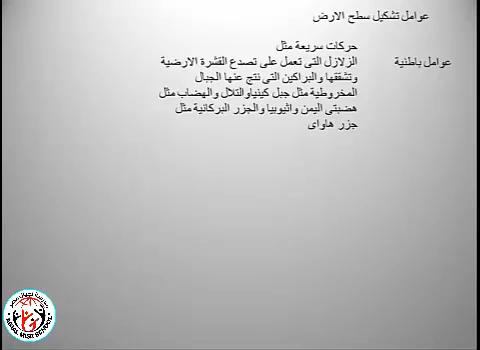 عوامل تشكيل سطح الارض
حركات سريعة مثل
عوامل باطنية
الزلازل التى تعمل على تصدع القشرة الارضية
وتشققها والبراكين التى نتج عنها الجبال
المخروطية مثل جبل كينياوالتلال والهضاب مثل
هضبتى اليمن واثيوبيا والجزر البركانية مثل
جزر هاواى